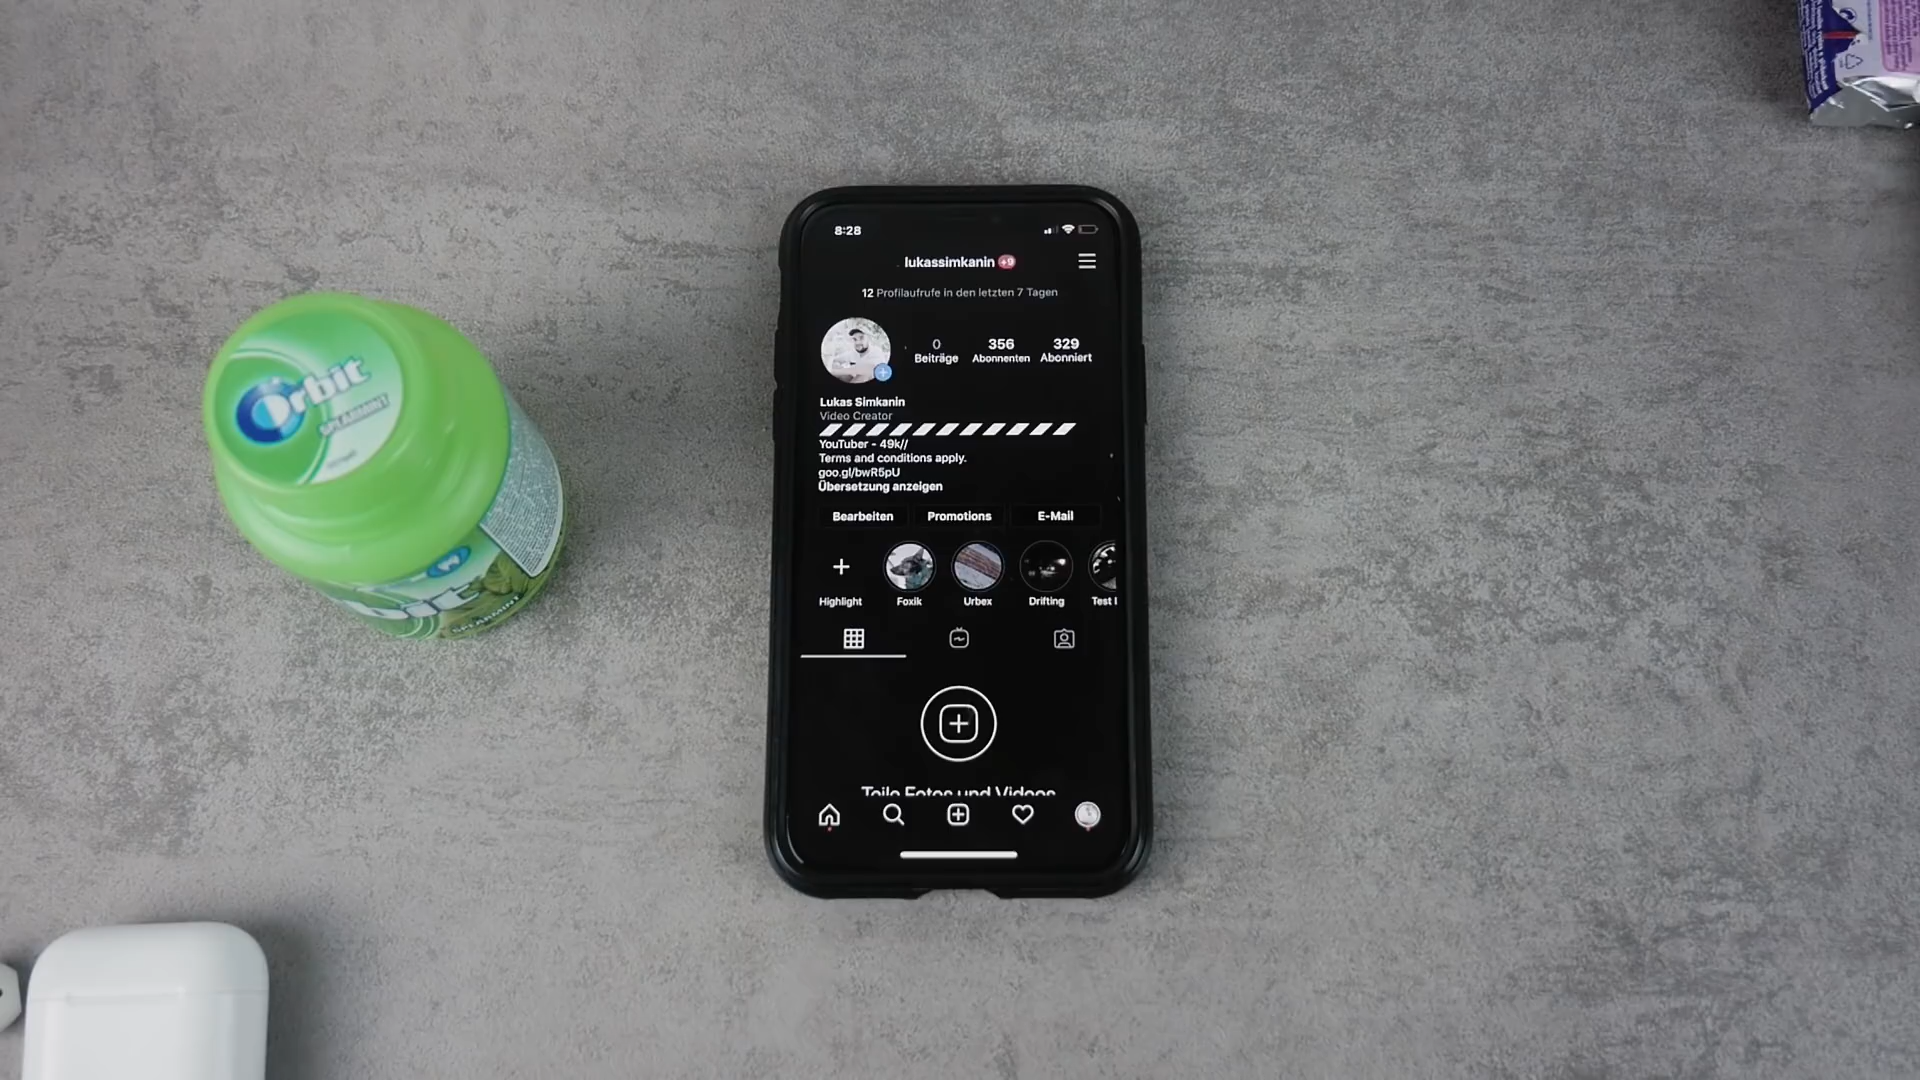 8:28
lukassimkanin +9
12 Profilaufrufe in den letzten 7 Tagen
0 356 329
Beiträge Abonnenten Abonniert
Lukas Simkanin
Video Creator
YouTuber - 49k//
Terms and conditions apply.
goo.gl/bwR5pU
Übersetzung anzeigen
Bearbeiten Promotions E-Mail
Highlight Foxik Urbex Drifting Test
Teile Fotos und Videos
Orbit
SPEARMINT
SPEARMINT